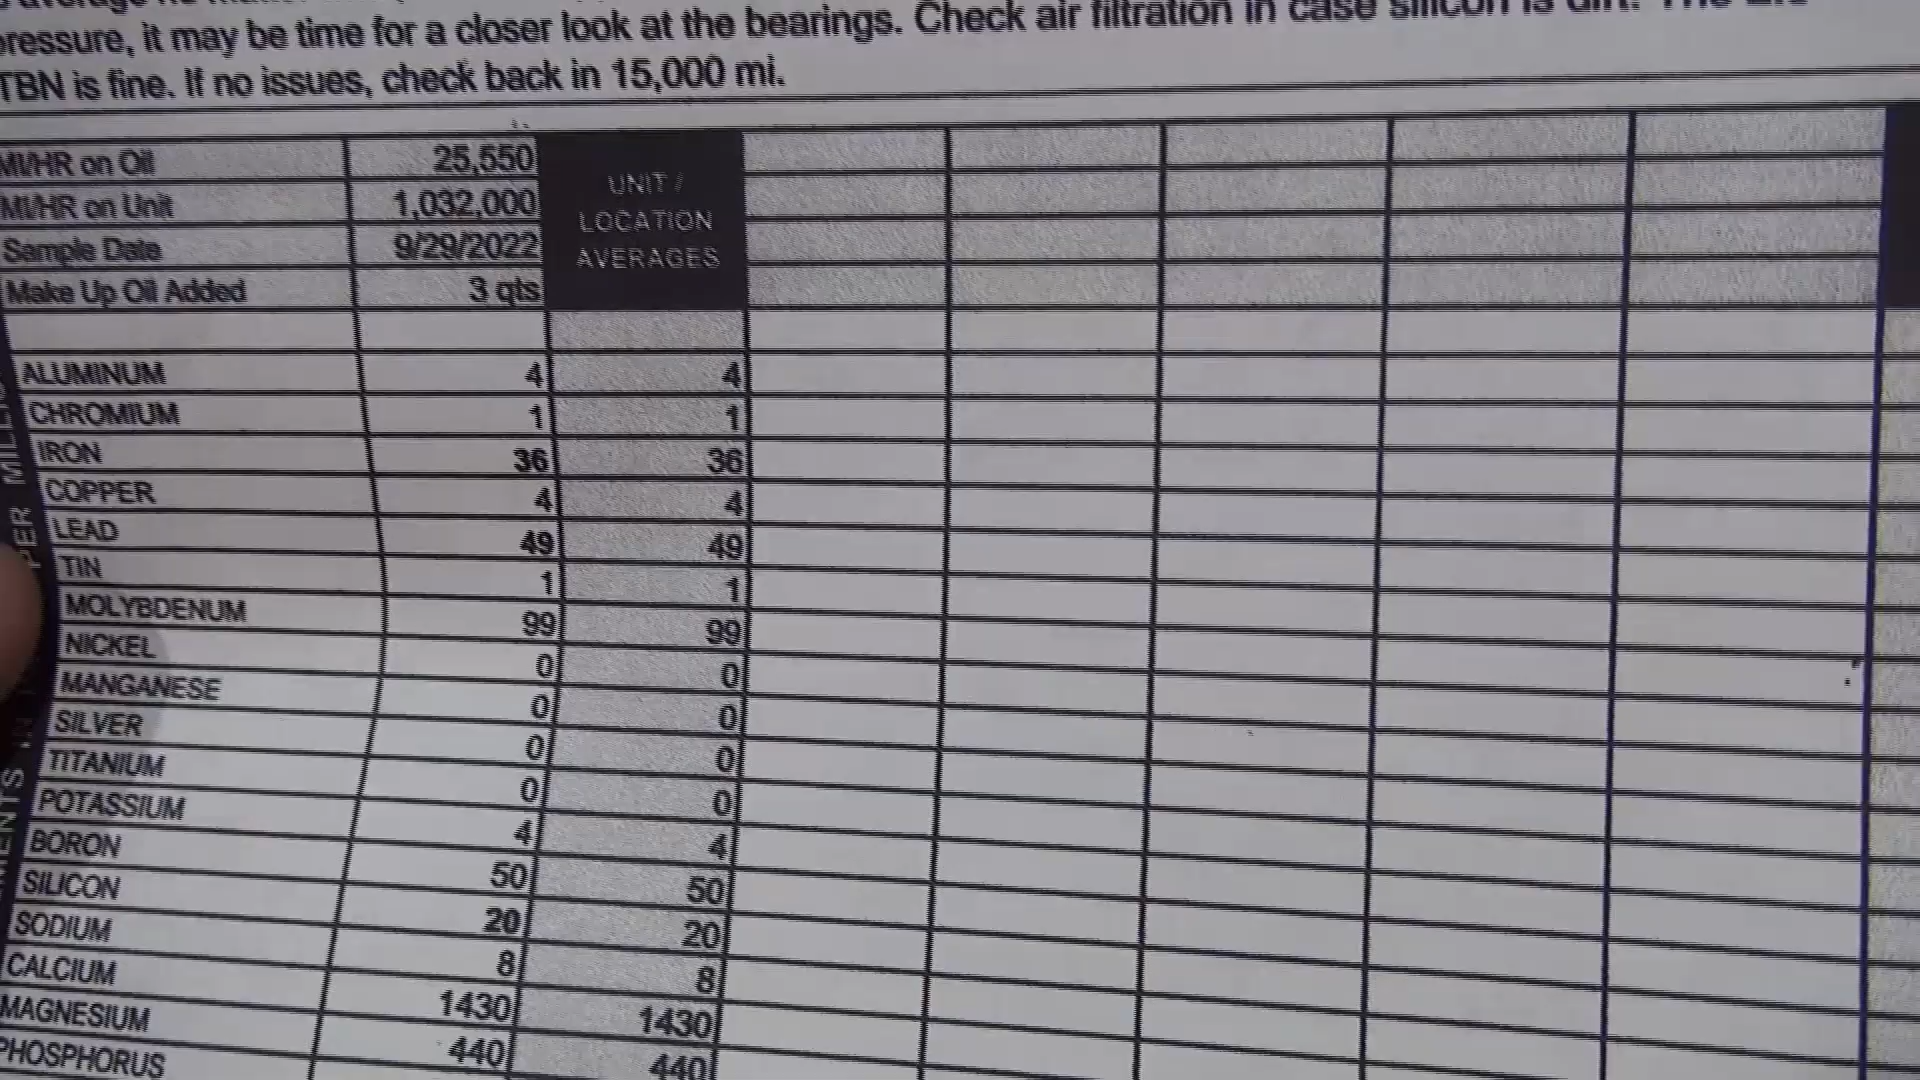 average no
pressure, it may be time for a closer look at the bearings. Check air filtration in case silicon is dirt. The
TBN is fine. If no issues, check back in 15,000 mi.
MI/HR on Oil 25,550
MI/HR on Unit 1,032,000
Sample Date 9/29/2022
Make Up Oil Added 3 qts
UNIT /
LOCATION
AVERAGES
ALUMINUM 4 4
CHROMIUM 1 1
IRON 36 36
COPPER 4 4
LEAD 49 49
TIN 1 1
MOLYBDENUM 99 99
NICKEL 0 0
MANGANESE 0 0
SILVER 0 0
TITANIUM 0 0
POTASSIUM 4 4
BORON 50 50
SILICON 20 20
SODIUM 8 8
CALCIUM 1430 1430
MAGNESIUM 440 440
PHOSPHORUS
PER